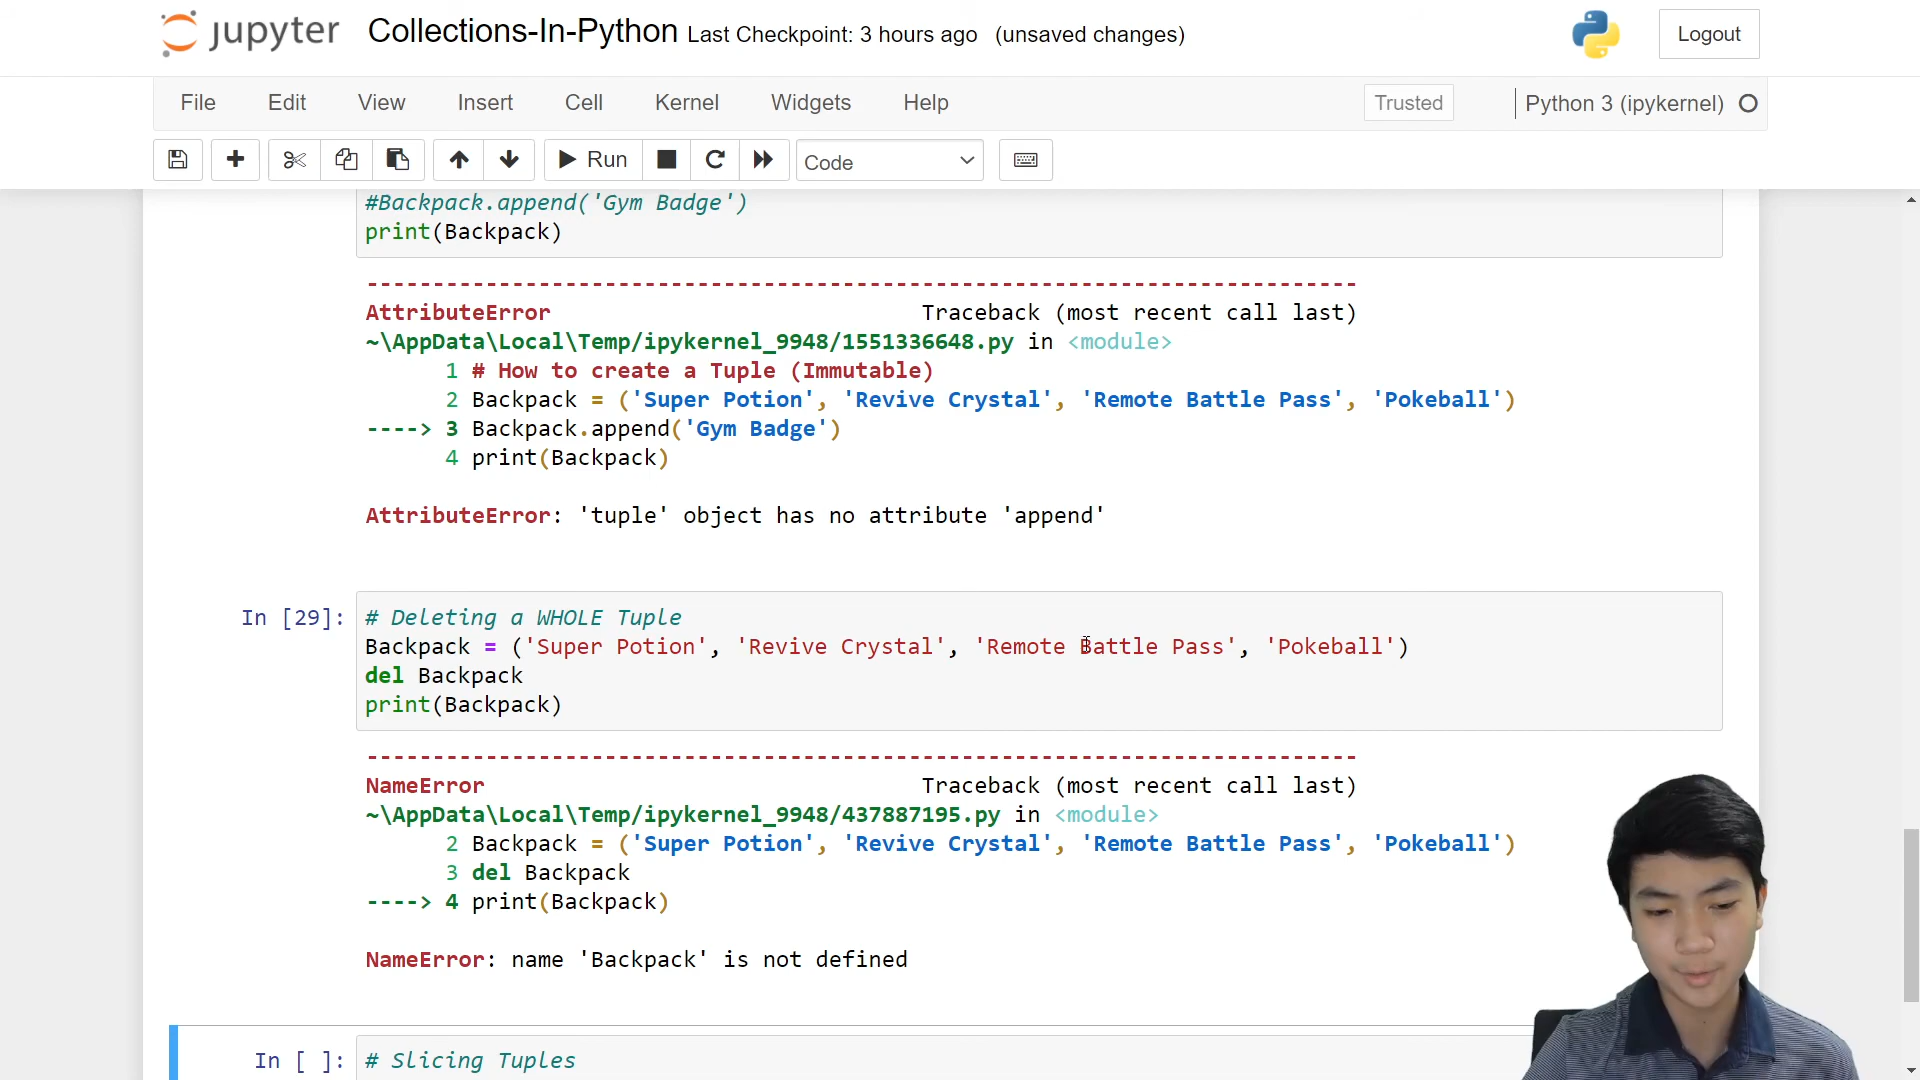 jupyter Collections-In-Python Last Checkpoint: 3 hours ago (unsaved changes) Logout
File Edit View Insert Cell Kernel Widgets Help Trusted Python 3 (ipykernel)
Run Code
#Backpack.append('Gym Badge')
print(Backpack)
---------------------------------------------------------------------------
AttributeError Traceback (most recent call last)
~\AppData\Local\Temp/ipykernel_9948/1551336648.py in <module>
1 # How to create a Tuple (Immutable)
2 Backpack = ('Super Potion', 'Revive Crystal', 'Remote Battle Pass', 'Pokeball')
----> 3 Backpack.append('Gym Badge')
4 print(Backpack)
AttributeError: 'tuple' object has no attribute 'append'
In [29]: # Deleting a WHOLE Tuple
Backpack = ('Super Potion', 'Revive Crystal', 'Remote Battle Pass', 'Pokeball')
del Backpack
print(Backpack)
---------------------------------------------------------------------------
NameError Traceback (most recent call last)
~\AppData\Local\Temp/ipykernel_9948/437887195.py in <module>
2 Backpack = ('Super Potion', 'Revive Crystal', 'Remote Battle Pass', 'Pokeball')
3 del Backpack
----> 4 print(Backpack)
NameError: name 'Backpack' is not defined
In [ ]: # Slicing Tuples